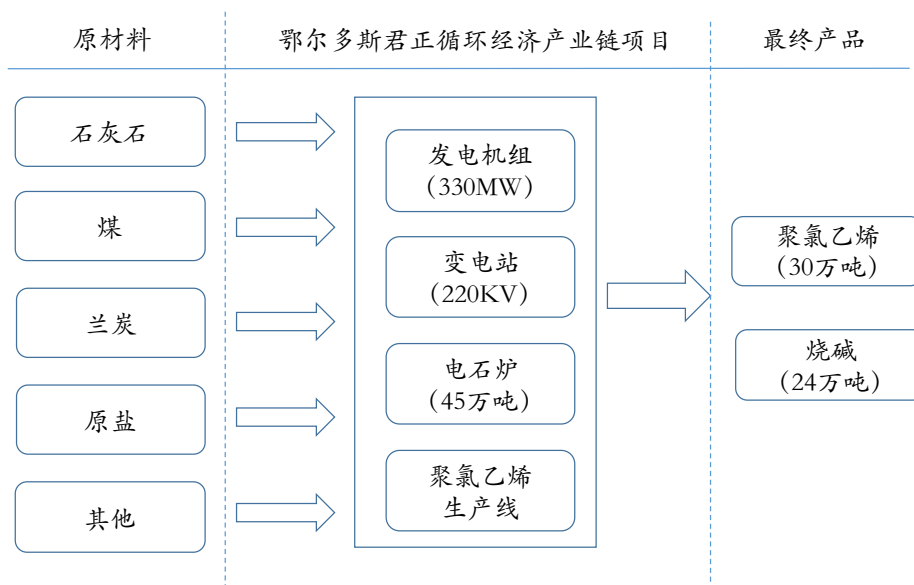 原材料
鄂尔多斯君正循环经济产业链项目
最终产品
石灰石
煤
兰炭
原盐
其他
发电机组
（330MW）
变电站
（220KV）
电石炉
（45万吨）
聚氯乙烯
生产线
聚氯乙烯
（30万吨）
烧碱
（24万吨）